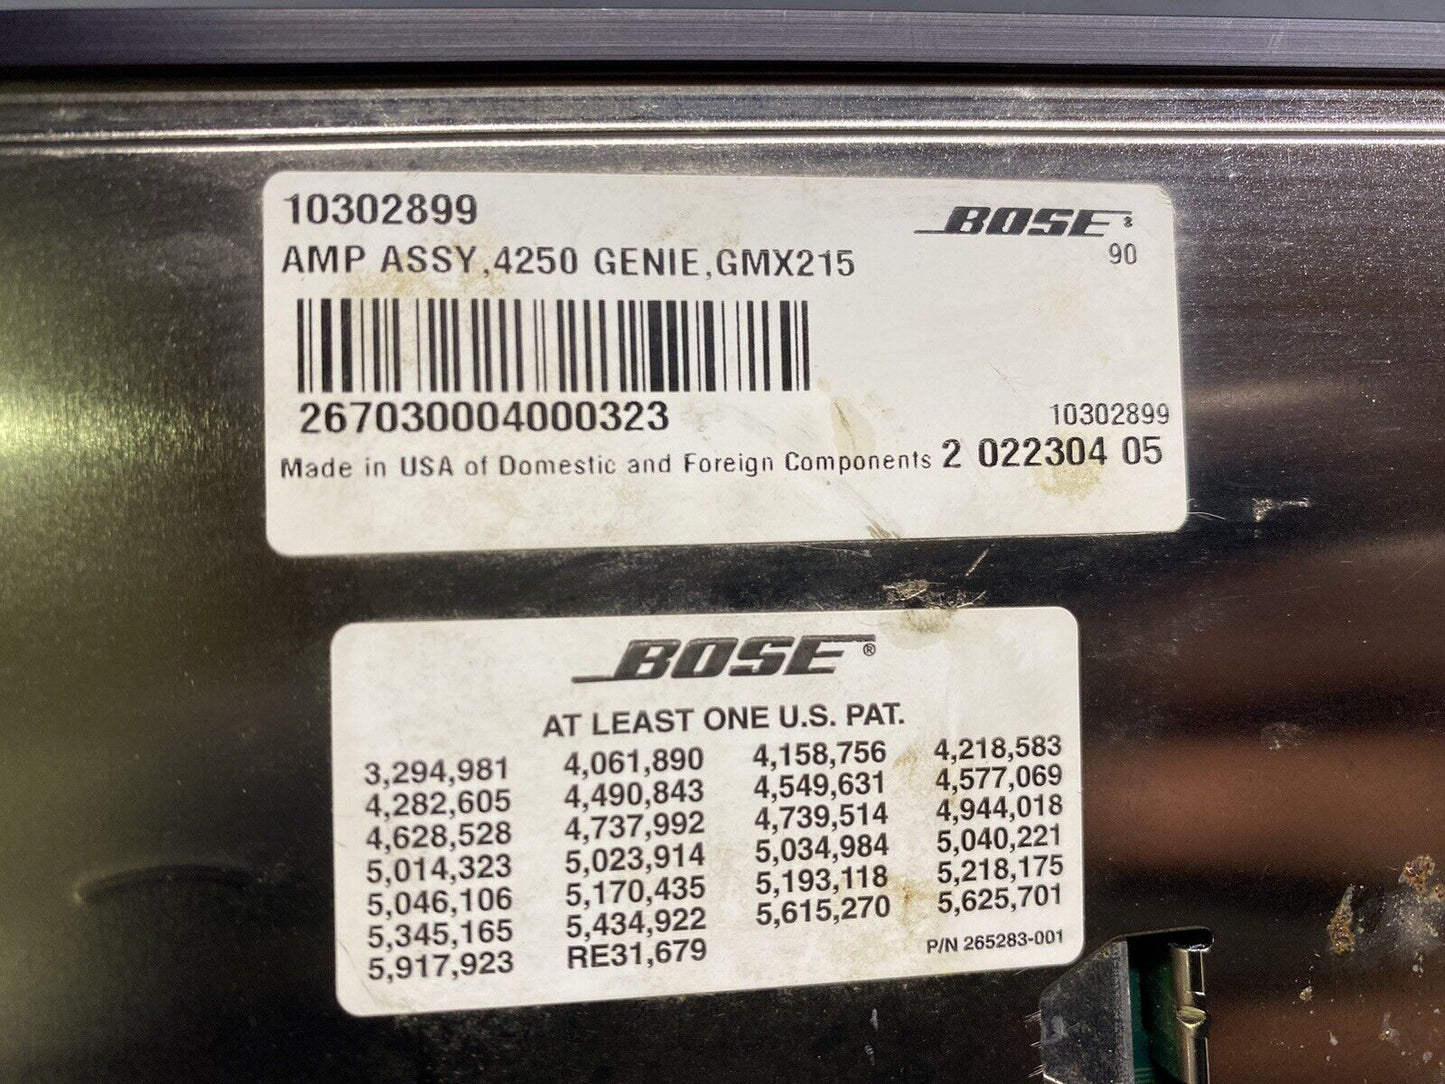 10302899
BOSE
AMP ASSY,4250 GENIE,GMX215
90
267030004000323
10302899
Made in USA of Domestic and Foreign Components 2 022304 05
BOSE®
AT LEAST ONE U.S. PAT.
3,294,981 4,061,890 4,158,756 4,218,583
4,282,605 4,490,843 4,549,631 4,577,069
4,628,528 4,737,992 4,739,514 4,944,018
5,014,323 5,023,914 5,034,984 5,040,221
5,046,106 5,170,435 5,193,118 5,218,175
5,345,165 5,434,922 5,615,270 5,625,701
5,917,923 RE31,679 P/N 265283-001